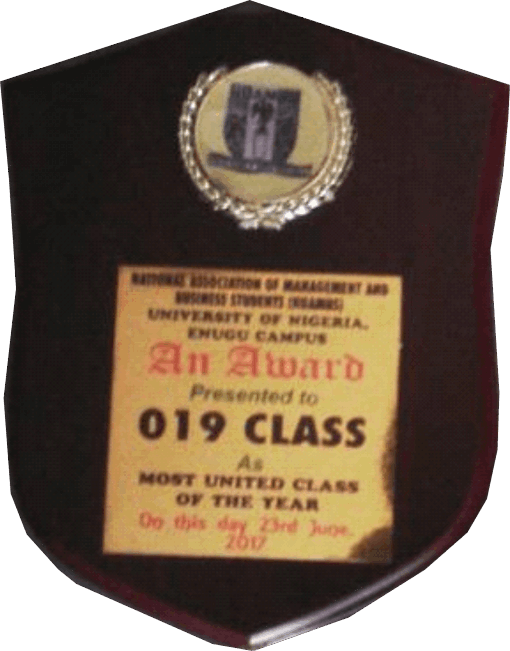 NATIONAL ASSOCIATION OF MANAGEMENT AND
BUSINESS STUDENTS (NUAMBS)
UNIVERSITY OF NIGERIA,
ENUGU CAMPUS
An Award
Presented to
019 CLASS
As
MOST UNITED CLASS
OF THE YEAR
On this day 23rd June,
2017